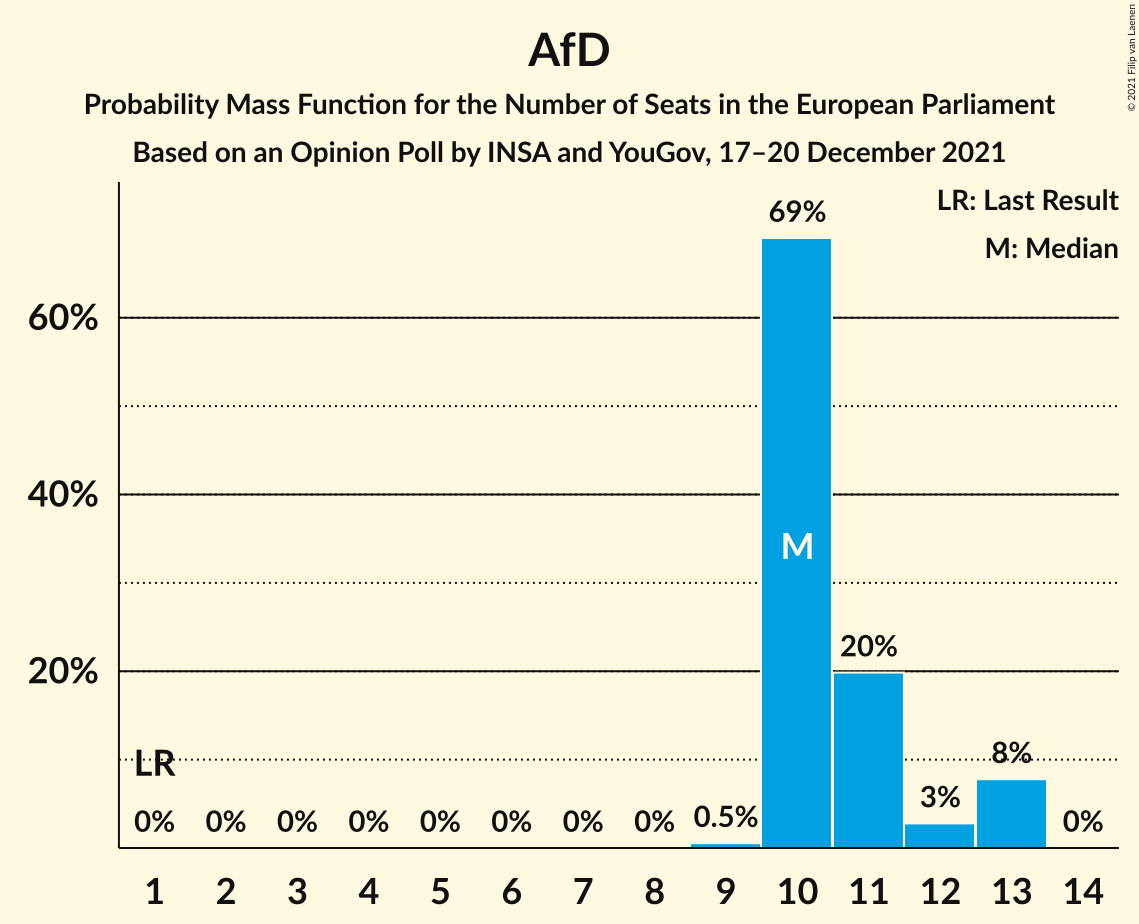 AfD
Probability Mass Function for the Number of Seats in the European Parliament
Based on an Opinion Poll by INSA and YouGov, 17–20 December 2021
© 2021 Filip van Laenen
LR: Last Result
M: Median
69%
60%
40%
M
20%
20%
LR
8%
3%
0% 0% 0% 0% 0% 0% 0% 0% 0.5% 0%
1 2 3 4 5 6 7 8 9 10 11 12 13 14